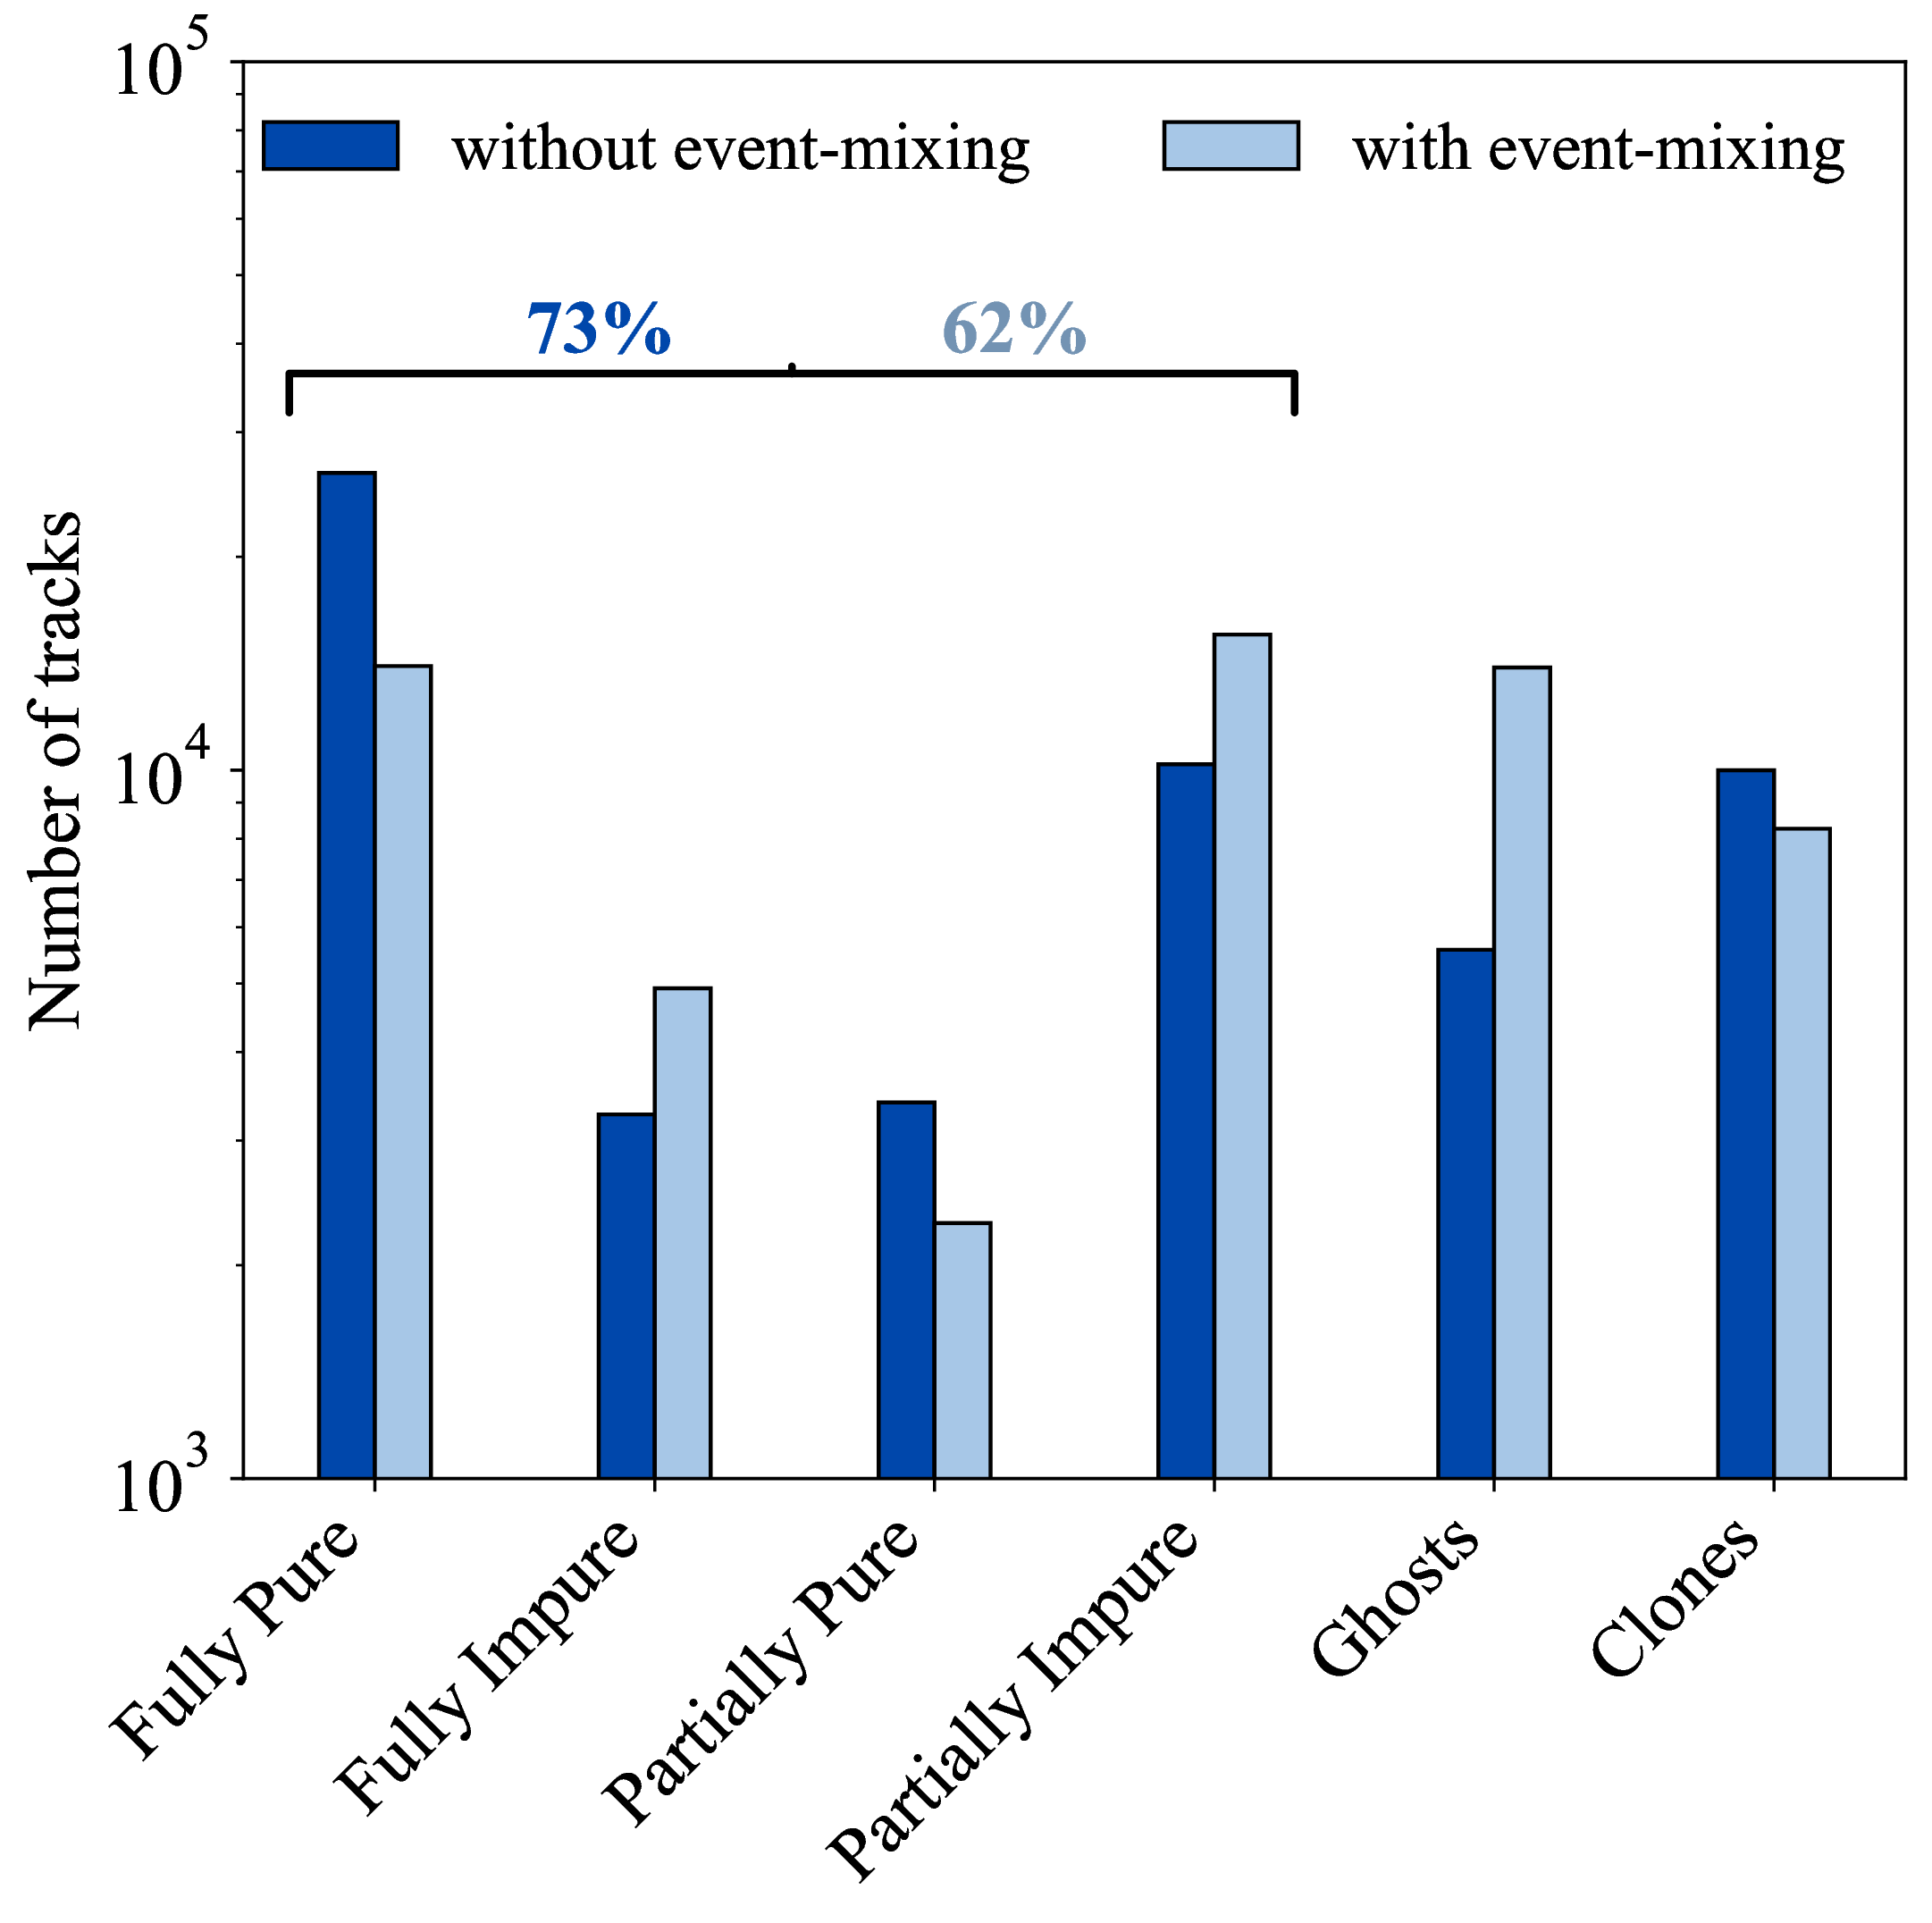 10^5
without event-mixing
with event-mixing
73%
62%
Number of tracks
10^4
10^3
Fully Pure
Fully Impure
Partially Pure
Partially Impure
Ghosts
Clones